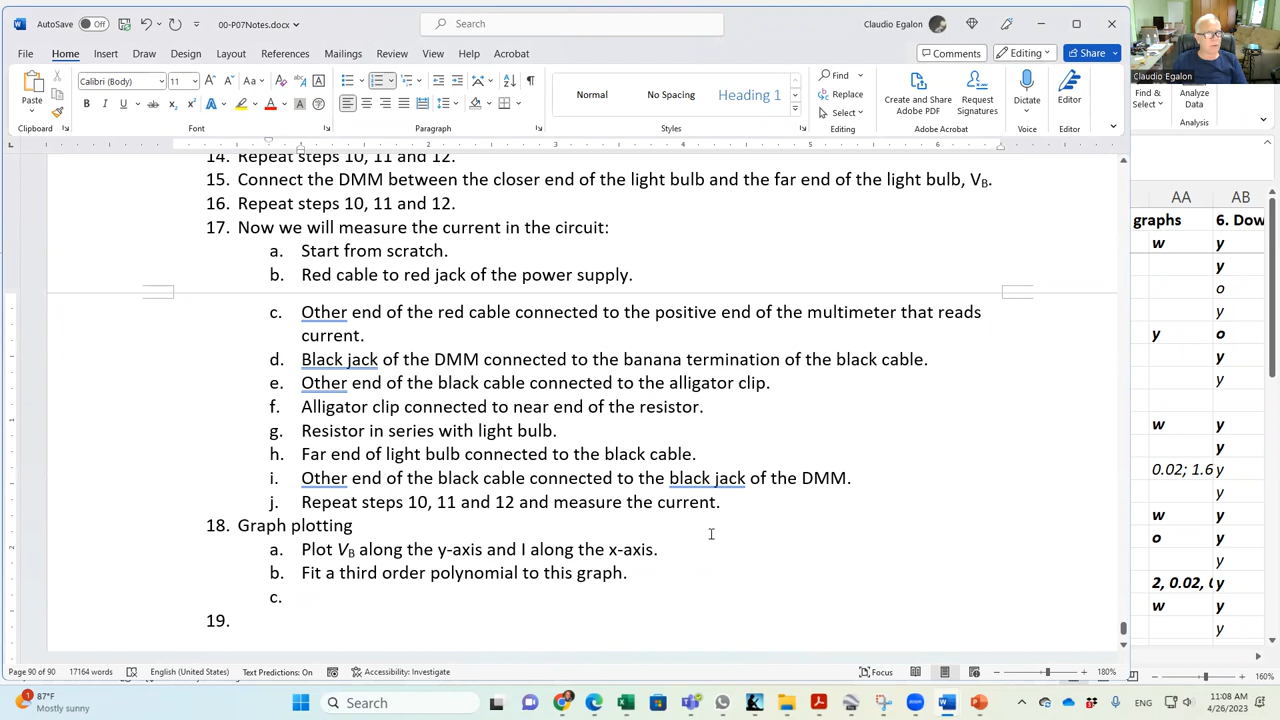 AutoSave Off 00-P07Notes.docx Search Claudio Egalon
File Home Insert Draw Design Layout References Mailings Review View Help Acrobat Comments Editing Share
Claudio Egalon
Paste Calibri (Body) 11 Normal No Spacing Heading 1 Find Replace Select Create and Share Adobe PDF Request Signatures Dictate Editor Find & Select Analyze Data
Clipboard Font Paragraph Styles Editing Adobe Acrobat Voice Editor Analysis
14. Repeat steps 10, 11 and 12.
15. Connect the DMM between the closer end of the light bulb and the far end of the light bulb, VB.
16. Repeat steps 10, 11 and 12.
17. Now we will measure the current in the circuit:
a. Start from scratch.
b. Red cable to red jack of the power supply.
c. Other end of the red cable connected to the positive end of the multimeter that reads
current.
d. Black jack of the DMM connected to the banana termination of the black cable.
e. Other end of the black cable connected to the alligator clip.
f. Alligator clip connected to near end of the resistor.
g. Resistor in series with light bulb.
h. Far end of light bulb connected to the black cable.
i. Other end of the black cable connected to the black jack of the DMM.
j. Repeat steps 10, 11 and 12 and measure the current.
18. Graph plotting
a. Plot VB along the y-axis and I along the x-axis.
b. Fit a third order polynomial to this graph.
c.
19.
AA AB
graphs 6. Dow
w y
y
o
y
y o
y
y
w y
y
0.02; 1.6 y
y
w y
o y
y
2, 0.02, y
w y
y
Page 90 of 90 17164 words English (United States) Text Predictions: On Accessibility: Investigate Focus 180% 160%
87°F
Mostly sunny
Search
11:08 AM
4/26/2023